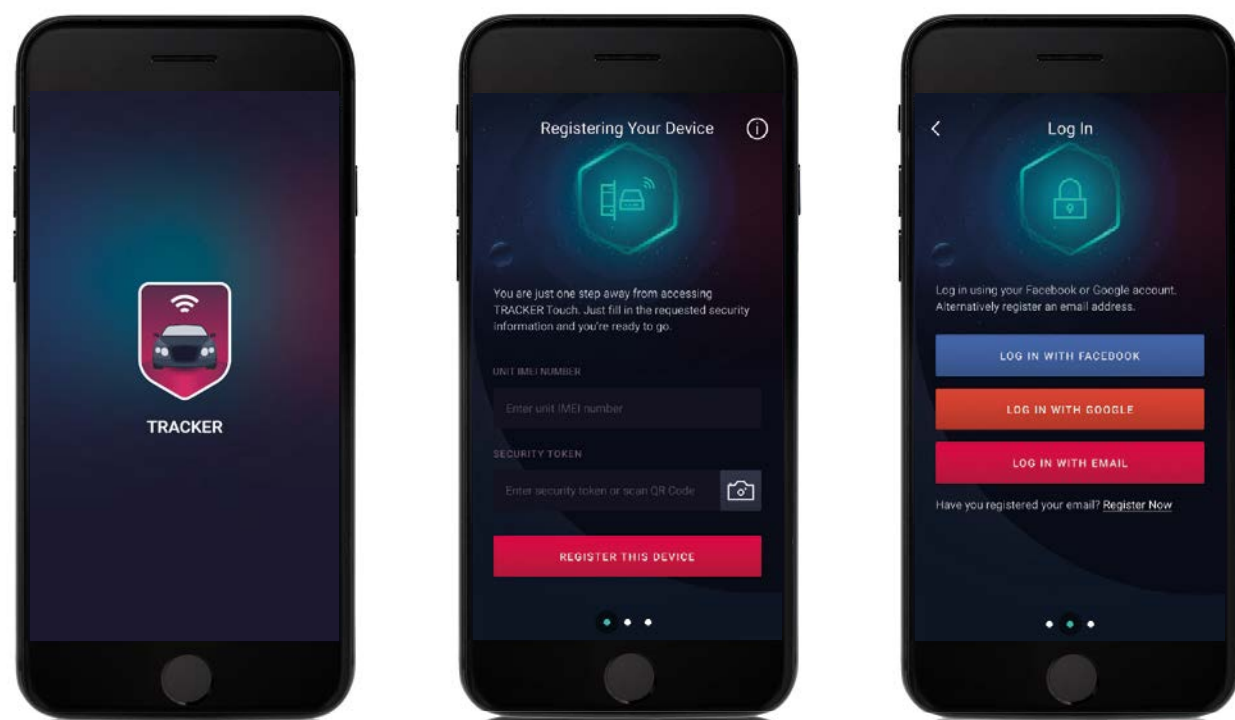 TRACKER
Registering Your Device
You are just one step away from accessing
TRACKER Touch. Just fill in the requested security
information and you're ready to go.
UNIT IMEI NUMBER
Enter unit IMEI number
SECURITY TOKEN
Enter security token or scan QR Code
REGISTER THIS DEVICE
Log In
Log in using your Facebook or Google account.
Alternatively register an email address.
LOG IN WITH FACEBOOK
LOG IN WITH GOOGLE
LOG IN WITH EMAIL
Have you registered your email? Register Now